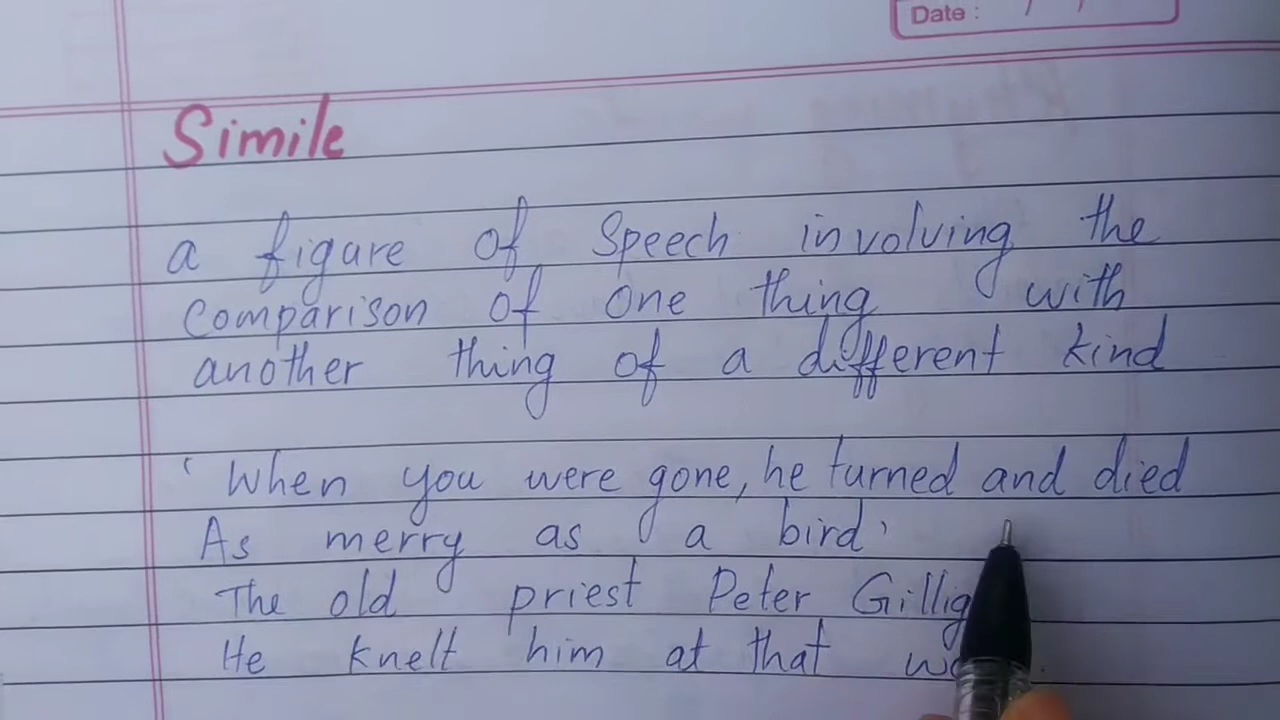 Date : / /
Simile
a figure of Speech involving the
Comparison of one thing with
another thing of a different kind
‘ When you were gone, he turned and died
As merry as a bird’
The old priest Peter Gillig
He knelt him at that